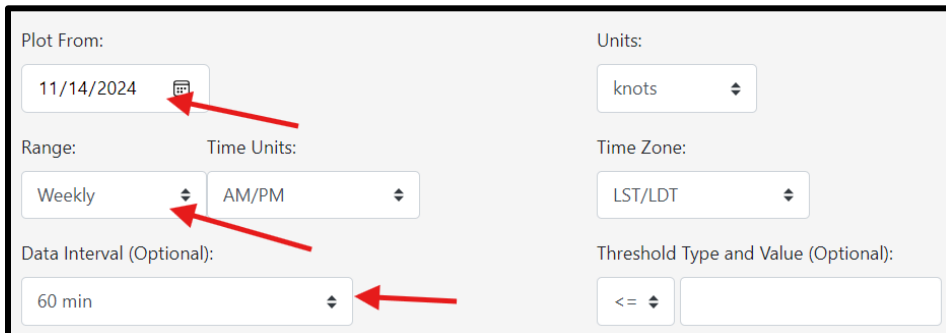 Plot From:
Units:
11/14/2024
knots
Range:
Time Units:
Time Zone:
Weekly
AM/PM
LST/LDT
Data Interval (Optional):
Threshold Type and Value (Optional):
60 min
<=